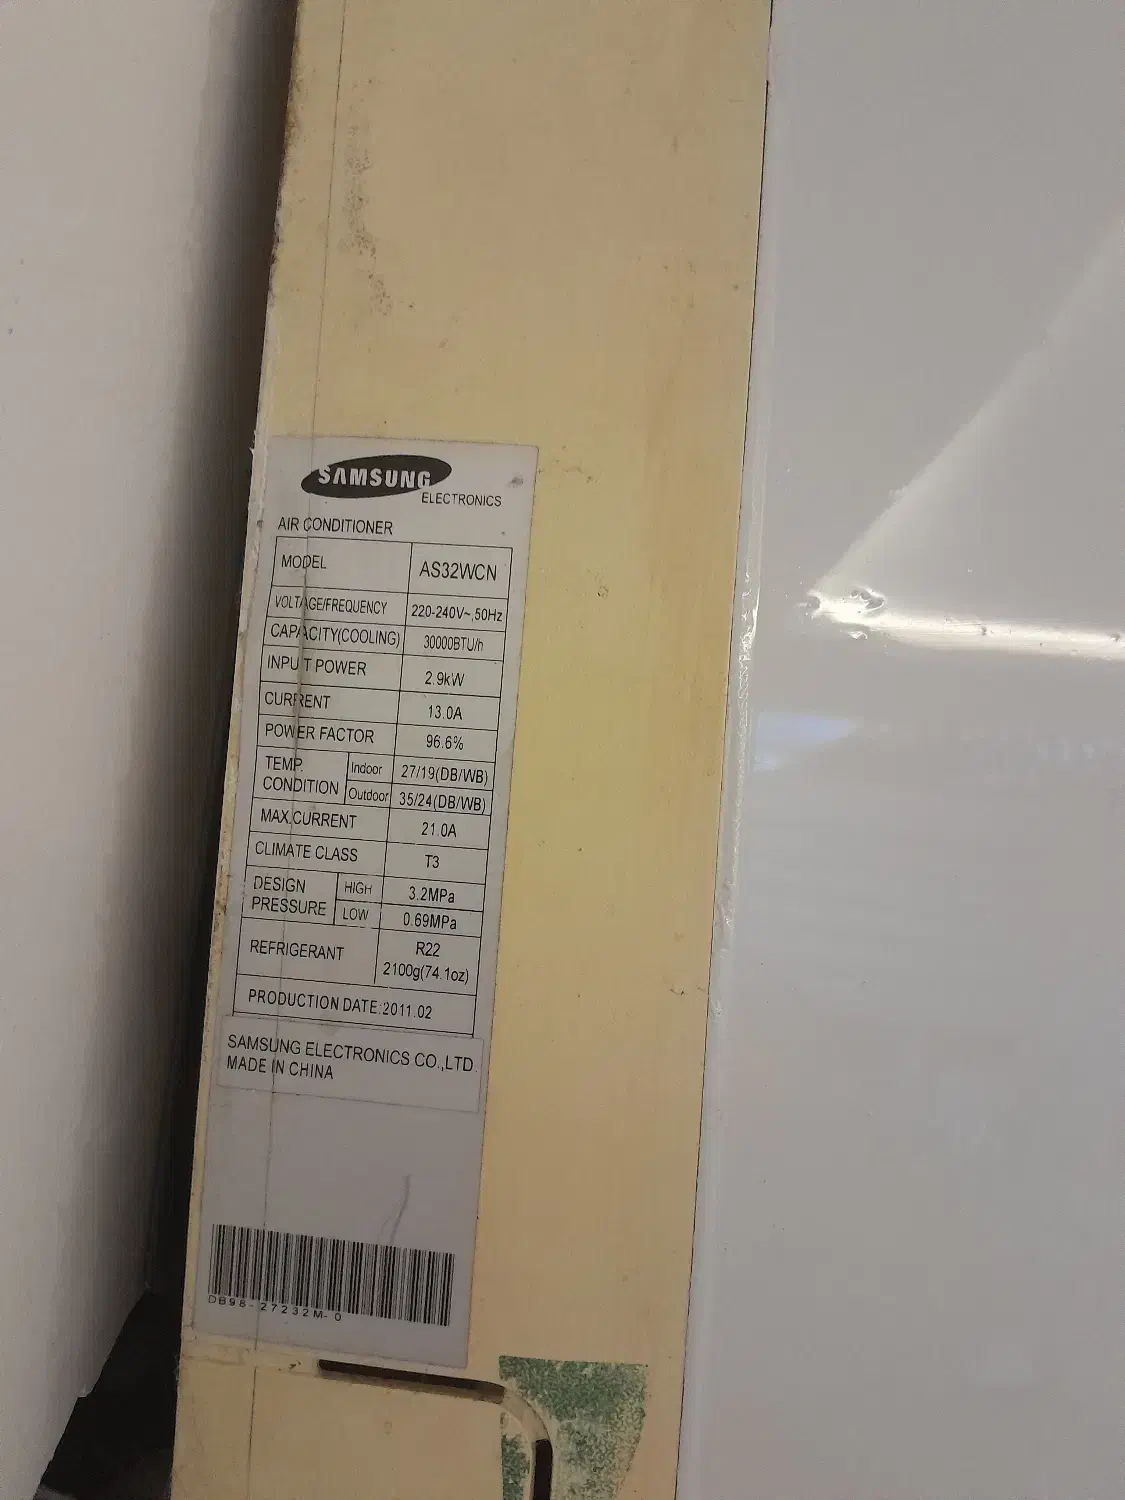 SAMSUNG
ELECTRONICS
AIR CONDITIONER
MODEL AS32WCN
VOLTAGE/FREQUENCY 220-240V~,50Hz
CAPACITY(COOLING) 30000BTU/h
INPUT POWER 2.9kW
CURRENT 13.0A
POWER FACTOR 96.6%
TEMP. CONDITION Indoor 27/19(DB/WB)
Outdoor 35/24(DB/WB)
MAX.CURRENT 21.0A
CLIMATE CLASS T3
DESIGN PRESSURE HIGH 3.2MPa
LOW 0.69MPa
REFRIGERANT R22
2100g(74.1oz)
PRODUCTION DATE:2011.02
SAMSUNG ELECTRONICS CO.,LTD.
MADE IN CHINA
DB98-27232M-0